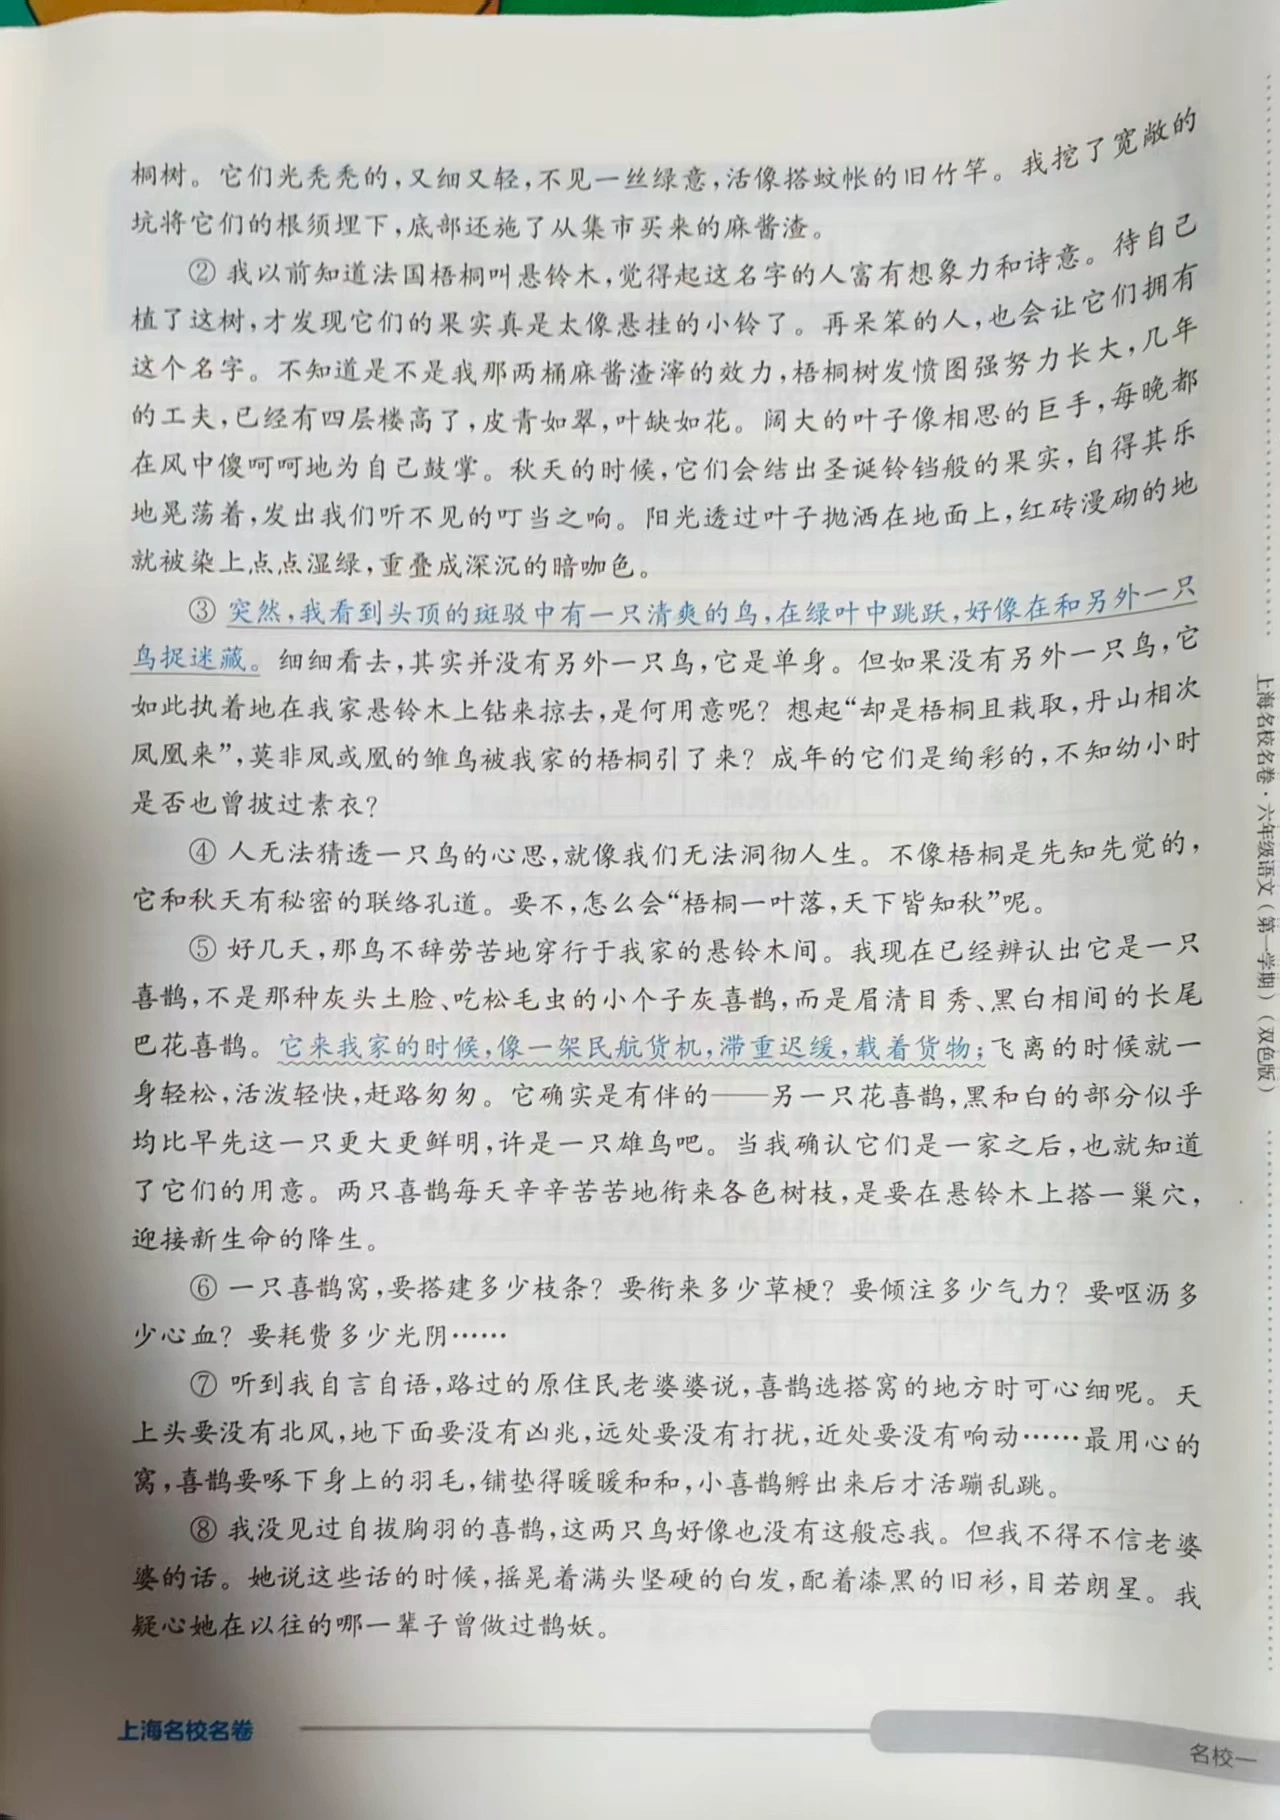 桐树。它们光秃秃的,又细又轻,不见一丝绿意,活像搭蚊帐的旧竹竿。我挖了宽敞的
坑将它们的根须埋下,底部还施了从集市买来的麻酱渣。
② 我以前知道法国梧桐叫悬铃木,觉得起这名字的人富有想象力和诗意。待自己
植了这树,才发现它们的果实真是太像悬挂的小铃了。再呆笨的人,也会让它们拥有
这个名字。不知道是不是我那两桶麻酱渣滓的效力,梧桐树发愤图强努力长大,几年
的工夫,已经有四层楼高了,皮青如翠,叶缺如花。阔大的叶子像相思的巨手,每晚都
在风中傻呵呵地为自己鼓掌。秋天的时候,它们会结出圣诞铃铛般的果实,自得其乐
地晃荡着,发出我们听不见的叮当之响。阳光透过叶子抛洒在地面上,红砖漫砌的地
就被染上点点湿绿,重叠成深沉的暗咖色。
③ 突然,我看到头顶的斑驳中有一只清爽的鸟,在绿叶中跳跃,好像在和另外一只
鸟捉迷藏。细细看去,其实并没有另外一只鸟,它是单身。但如果没有另外一只鸟,它
如此执着地在我家悬铃木上钻来掠去,是何用意呢?想起“却是梧桐且栽取,丹山相次
凤凰来”,莫非凤或凰的雏鸟被我家的梧桐引了来?成年的它们是绚彩的,不知幼小时
是否也曾披过素衣?
④ 人无法猜透一只鸟的心思,就像我们无法洞彻人生。不像梧桐是先知先觉的,
它和秋天有秘密的联络孔道。要不,怎么会“梧桐一叶落,天下皆知秋”呢。
⑤ 好几天,那鸟不辞劳苦地穿行于我家的悬铃木间。我现在已经辨认出它是一只
喜鹊,不是那种灰头土脸、吃松毛虫的小个子灰喜鹊,而是眉清目秀、黑白相间的长尾
巴花喜鹊。它来我家的时候,像一架民航货机,滞重迟缓,载着货物;飞离的时候就一
身轻松,活泼轻快,赶路匆匆。它确实是有伴的——另一只花喜鹊,黑和白的部分似乎
均比早先这一只更大更鲜明,许是一只雄鸟吧。当我确认它们是一家之后,也就知道
了它们的用意。两只喜鹊每天辛辛苦苦地衔来各色树枝,是要在悬铃木上搭一巢穴,
迎接新生命的降生。
⑥ 一只喜鹊窝,要搭建多少枝条?要衔来多少草梗?要倾注多少气力?要呕沥多
少心血?要耗费多少光阴……
⑦ 听到我自言自语,路过的原住民老婆婆说,喜鹊选搭窝的地方时可心细呢。天
上头要没有北风,地下面要没有凶兆,远处要没有打扰,近处要没有响动……最用心的
窝,喜鹊要啄下身上的羽毛,铺垫得暖暖和和,小喜鹊孵出来后才活蹦乱跳。
⑧ 我没见过自拔胸羽的喜鹊,这两只鸟好像也没有这般忘我。但我不得不信老婆
婆的话。她说这些话的时候,摇晃着满头坚硬的白发,配着漆黑的旧衫,目若朗星。我
疑心她在以往的哪一辈子曾做过鹊妖。
上海名校名卷·六年级语文(第一学期)(双色版)
上海名校名卷
名校一